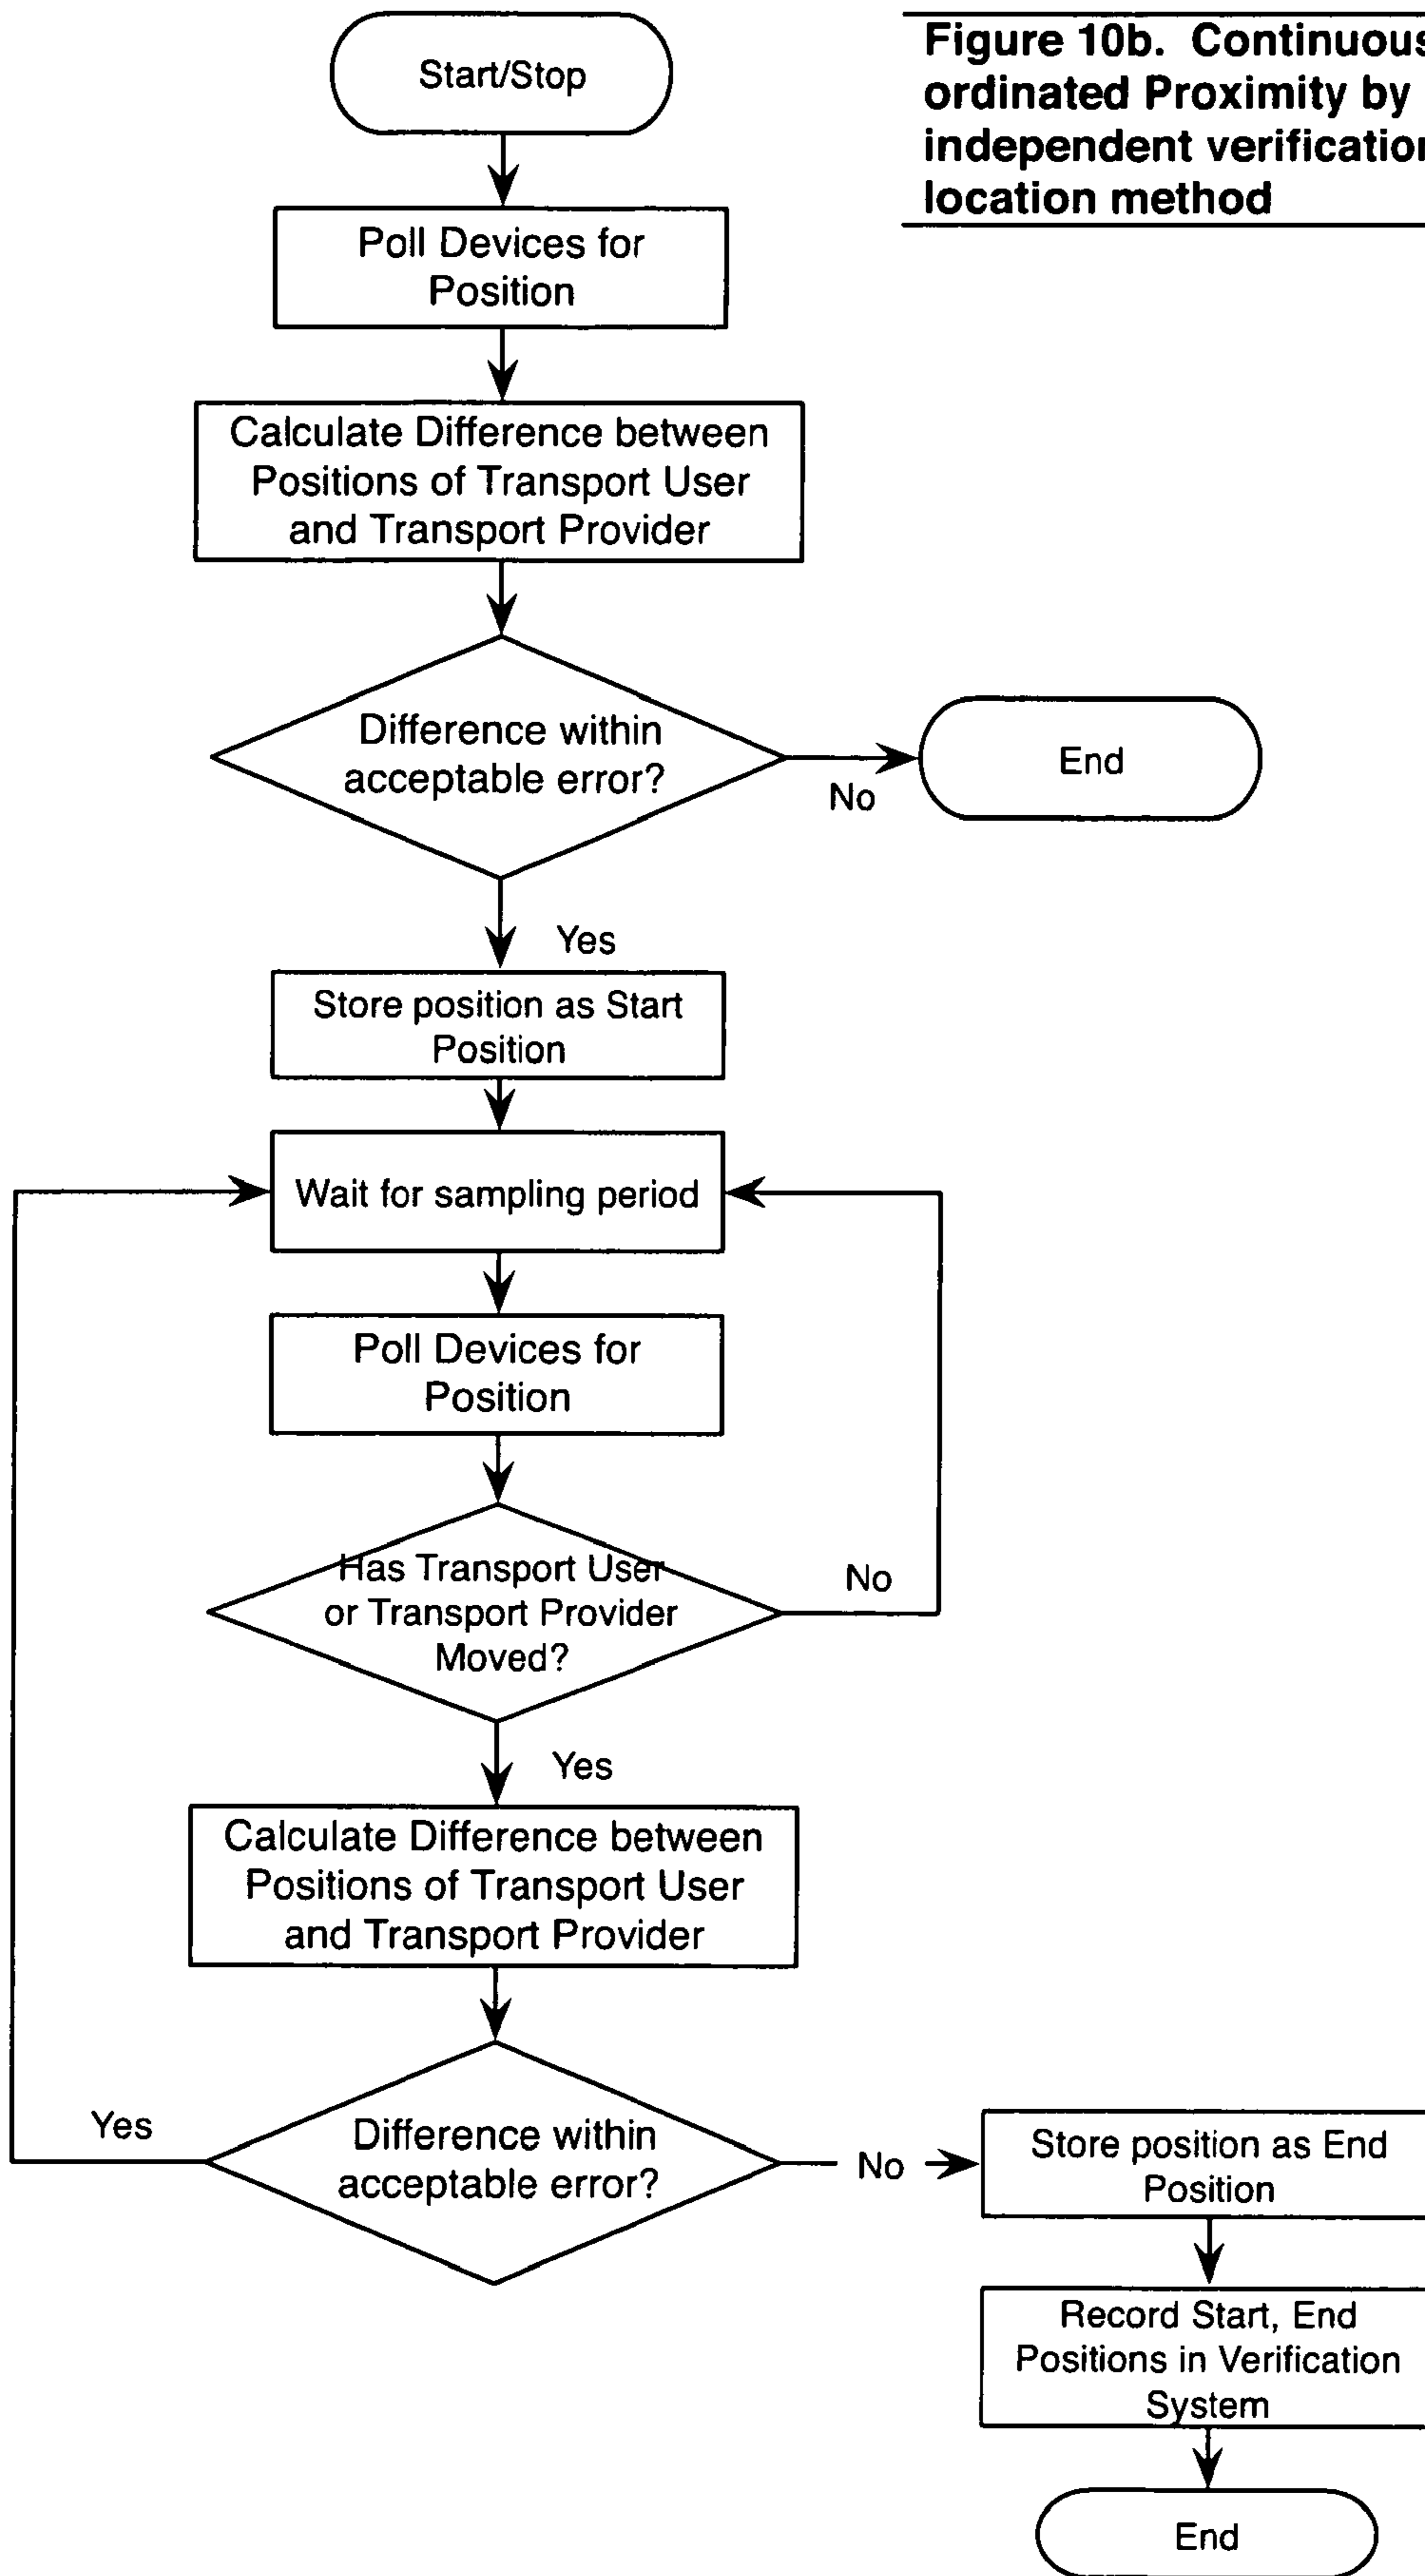 Start/Stop
Figure 10b. Continuous
ordinated Proximity by
independent verification
location method
Poll Devices for
Position
Calculate Difference between
Positions of Transport User
and Transport Provider
Difference within
acceptable error?
No
End
Yes
Store position as Start
Position
Wait for sampling period
Poll Devices for
Position
Has Transport User
or Transport Provider
Moved?
No
Yes
Calculate Difference between
Positions of Transport User
and Transport Provider
Yes
Difference within
acceptable error?
No
Store position as End
Position
Record Start, End
Positions in Verification
System
End